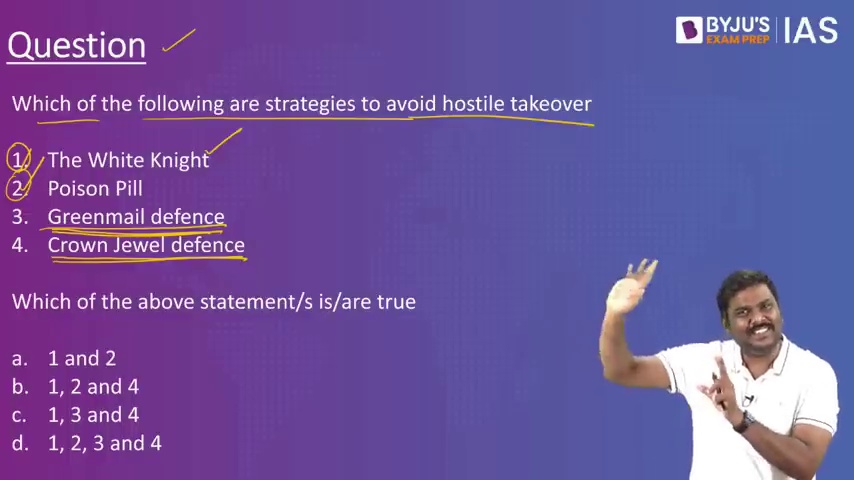 BYJU'S
EXAM PREP
IAS
Question
Which of the following are strategies to avoid hostile takeover
1. The White Knight
2. Poison Pill
3. Greenmail defence
4. Crown Jewel defence
Which of the above statement/s is/are true
a. 1 and 2
b. 1, 2 and 4
c. 1, 3 and 4
d. 1, 2, 3 and 4